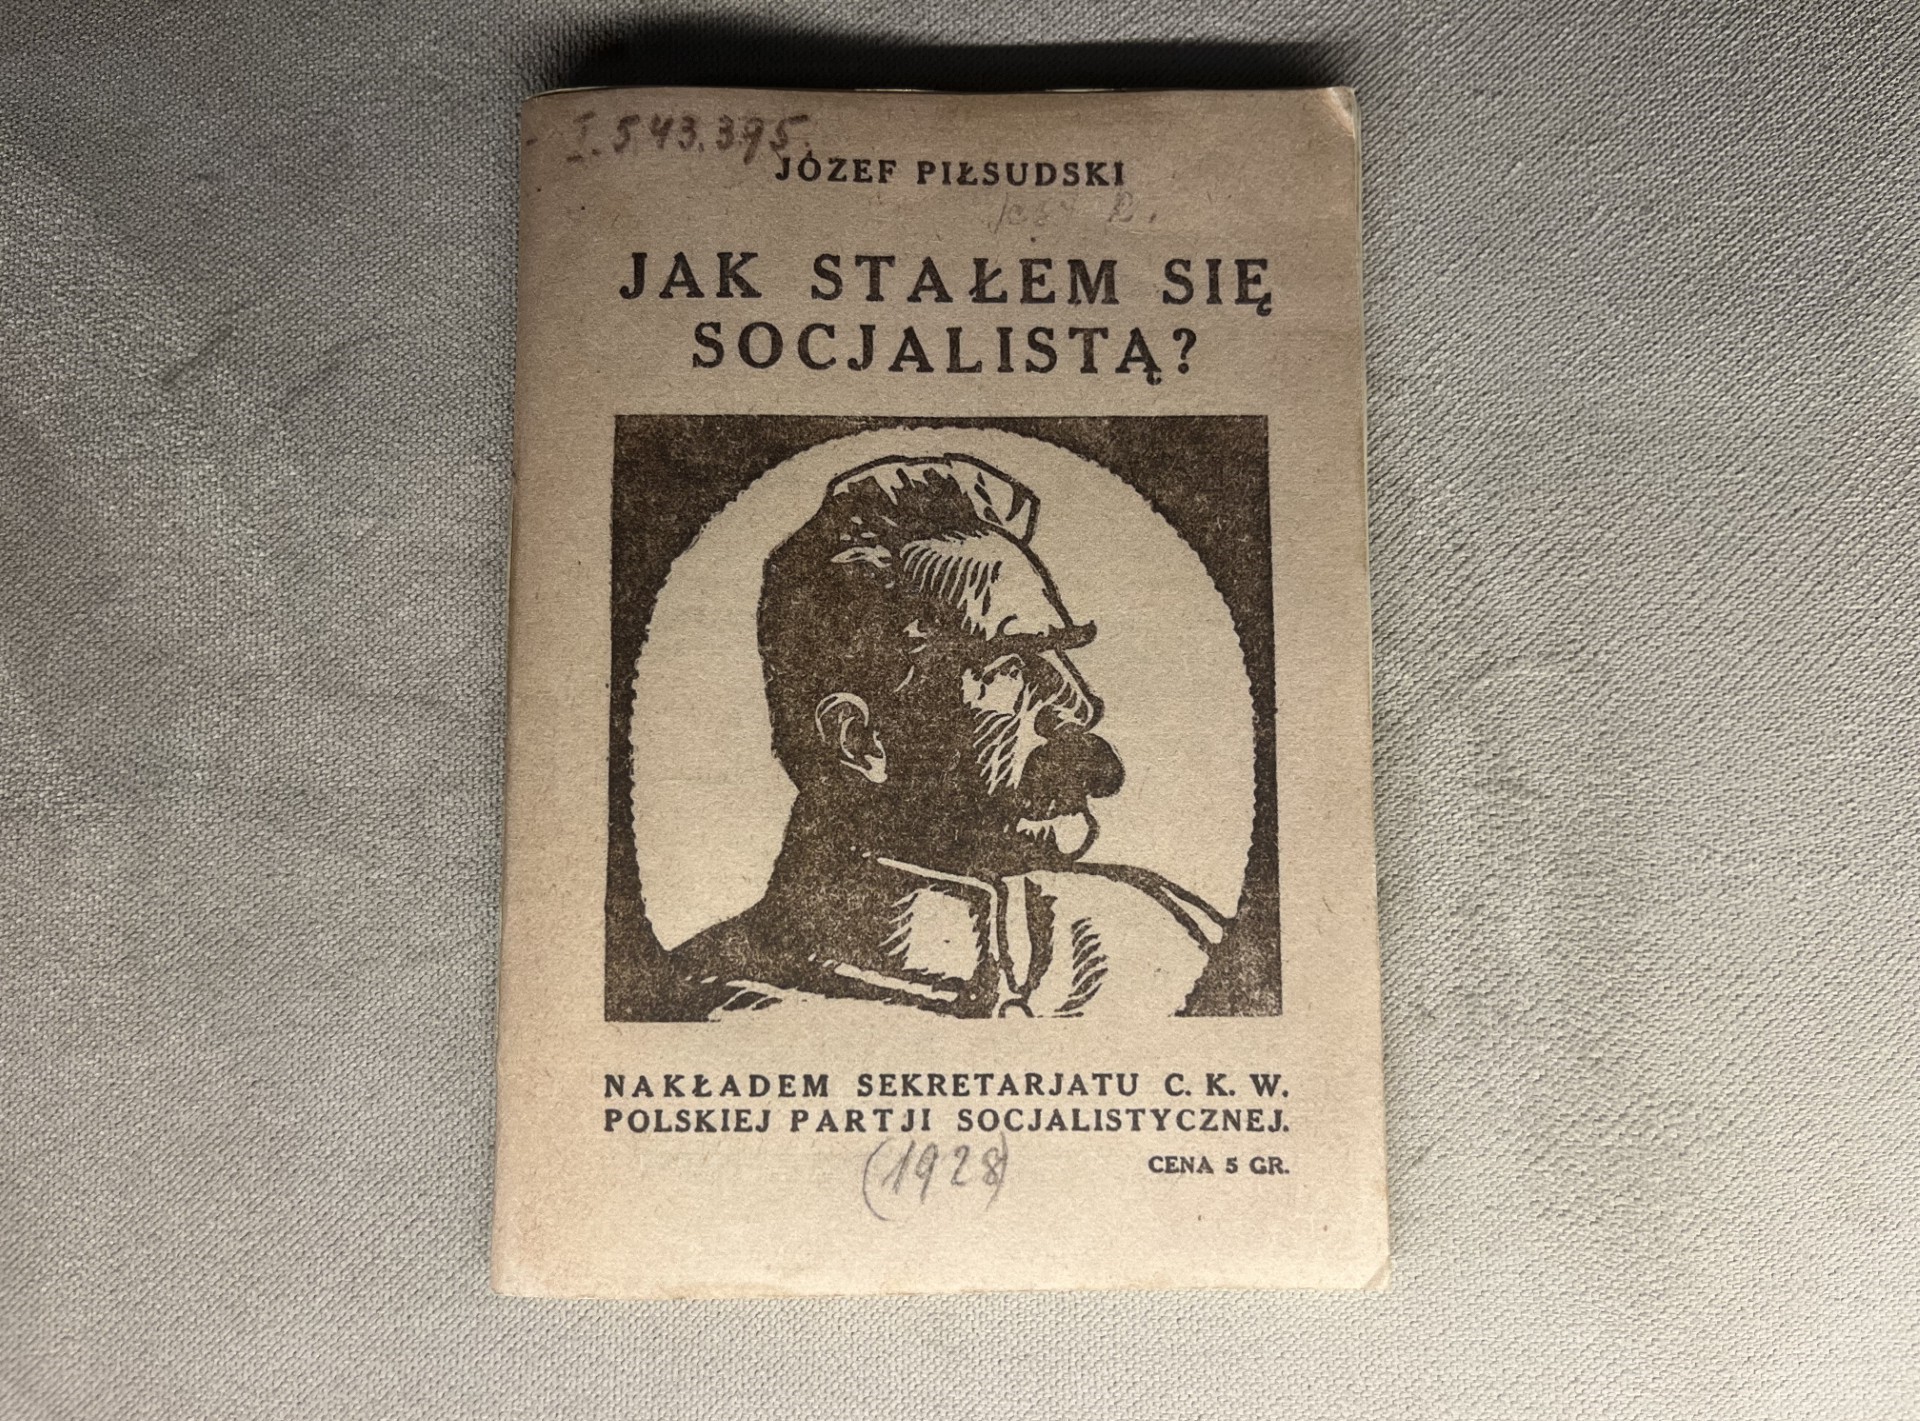 I. 543.395.
JÓZEF PIŁSUDSKI
JAK STAŁEM SIĘ
SOCJALISTĄ?
NAKŁADEM SEKRETARJATU C. K. W.
POLSKIEJ PARTJI SOCJALISTYCZNEJ.
(1928)
CENA 5 GR.